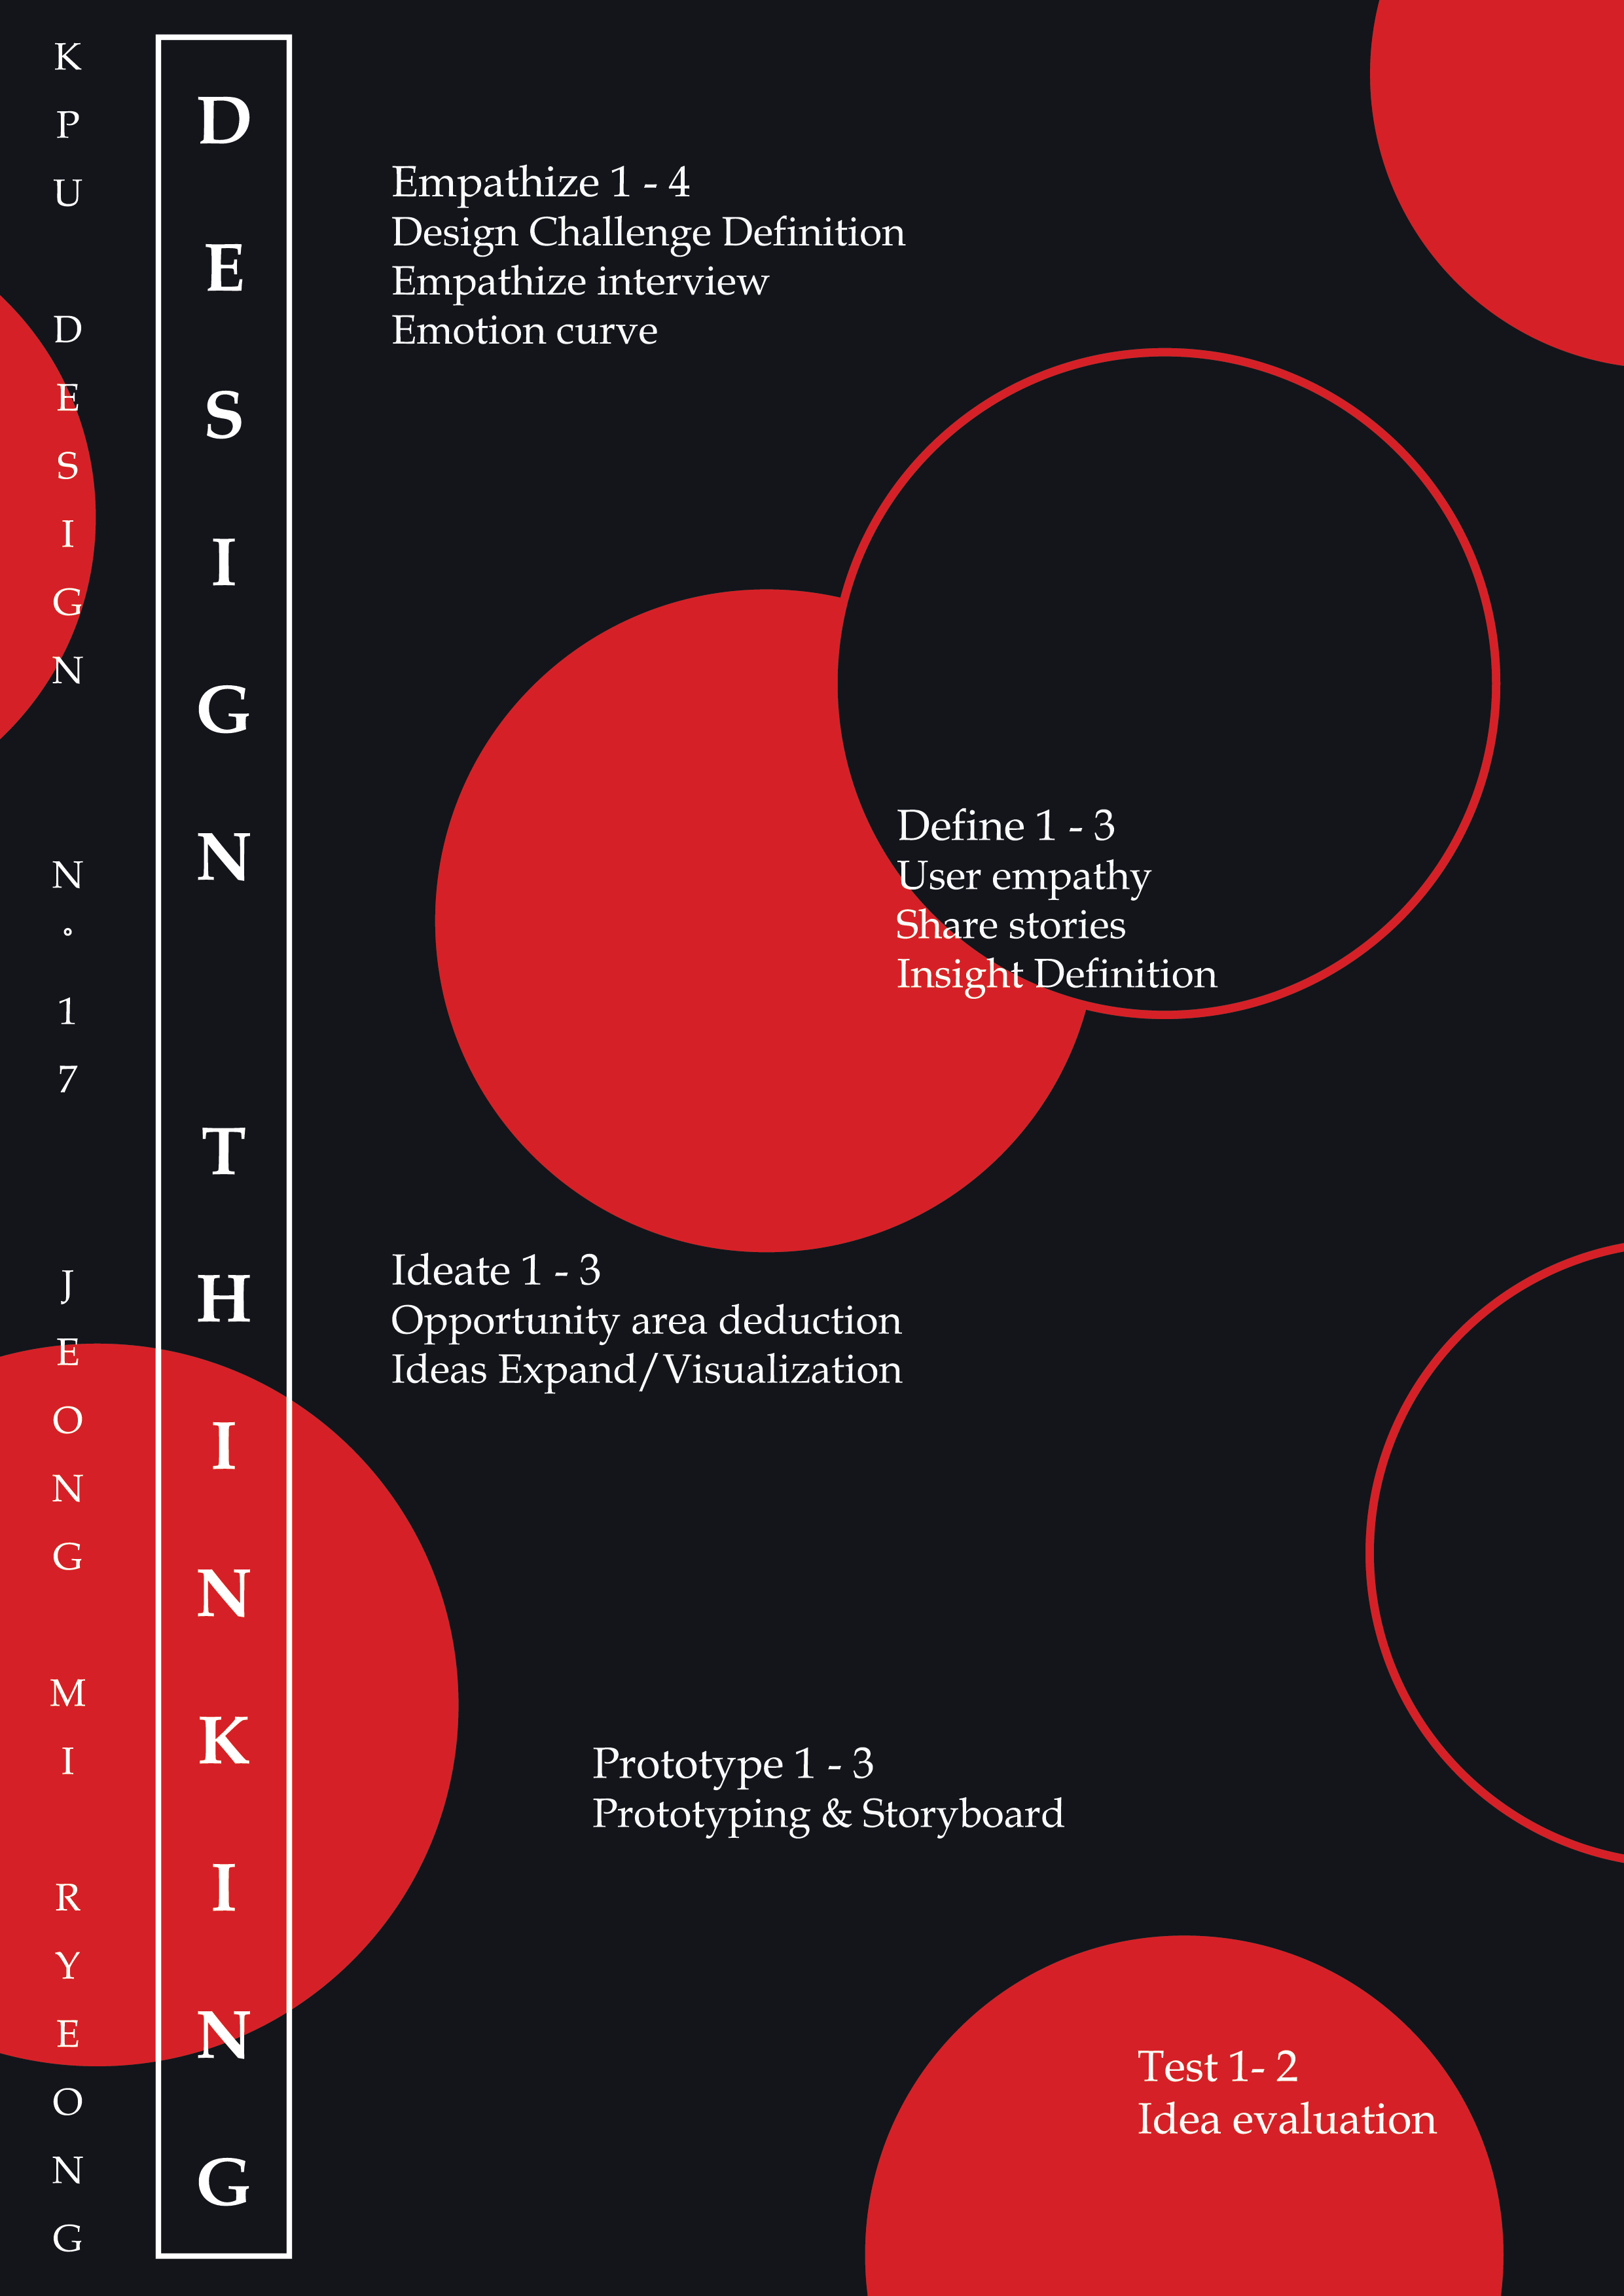 KPU DESIGN N° 17 JEONG MI RYEONG
DESIGN THINKING
Empathize 1 - 4
Design Challenge Definition
Empathize interview
Emotion curve
Define 1 - 3
User empathy
Share stories
Insight Definition
Ideate 1 - 3
Opportunity area deduction
Ideas Expand/Visualization
Prototype 1 - 3
Prototyping & Storyboard
Test 1- 2
Idea evaluation